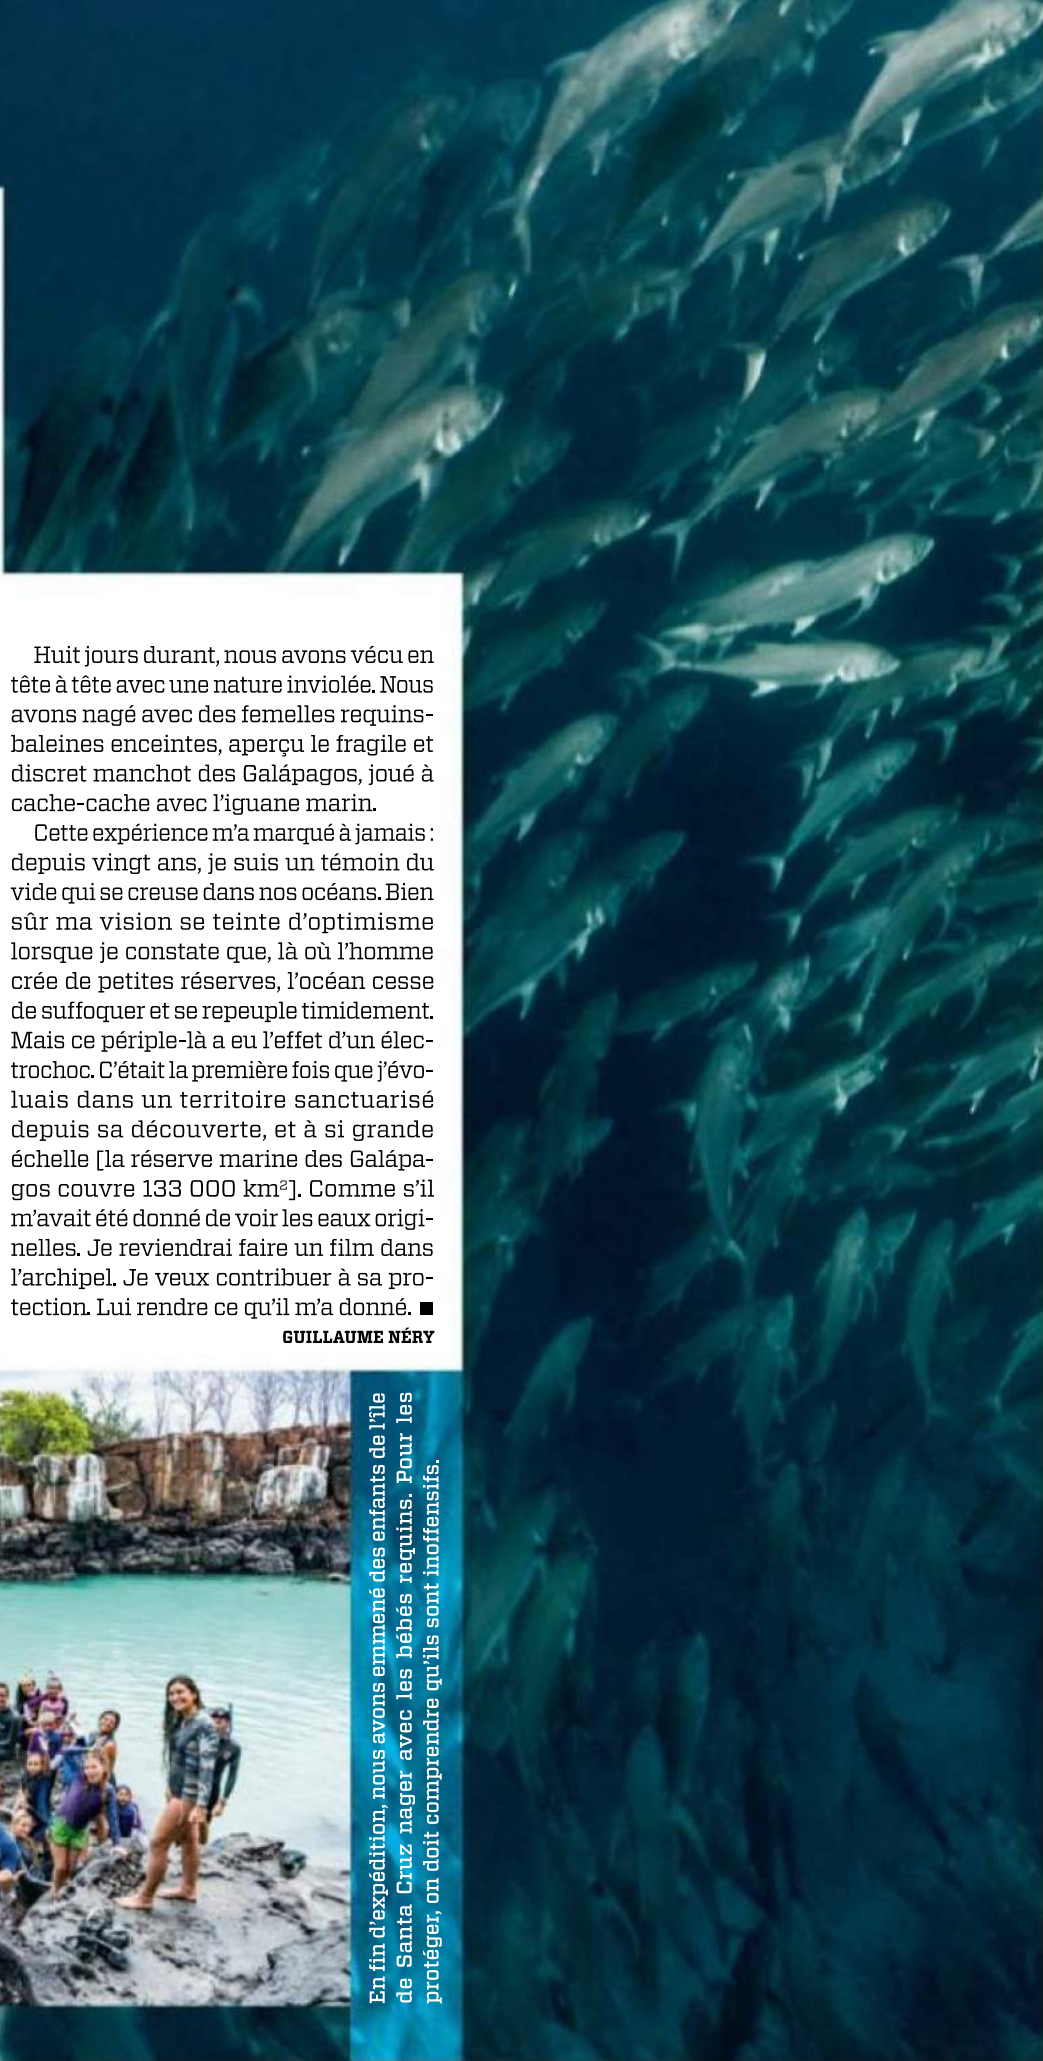 Huit jours durant, nous avons vécu en
tête à tête avec une nature inviolée. Nous
avons nagé avec des femelles requins-
baleines enceintes, aperçu le fragile et
discret manchot des Galápagos, joué à
cache-cache avec l’iguane marin.
Cette expérience m’a marqué à jamais :
depuis vingt ans, je suis un témoin du
vide qui se creuse dans nos océans. Bien
sûr ma vision se teinte d’optimisme
lorsque je constate que, là où l’homme
crée de petites réserves, l’océan cesse
de suffoquer et se repeuple timidement.
Mais ce périple-là a eu l’effet d’un élec-
trochoc. C’était la première fois que j’évo-
luais dans un territoire sanctuarisé
depuis sa découverte, et à si grande
échelle [la réserve marine des Galápa-
gos couvre 133 000 km²]. Comme s’il
m’avait été donné de voir les eaux origi-
nelles. Je reviendrai faire un film dans
l’archipel. Je veux contribuer à sa pro-
tection. Lui rendre ce qu’il m’a donné. ■
GUILLAUME NÉRY
En fin d’expédition, nous avons emmené des enfants de l’île
de Santa Cruz nager avec les bébés requins. Pour les
protéger, on doit comprendre qu’ils sont inoffensifs.